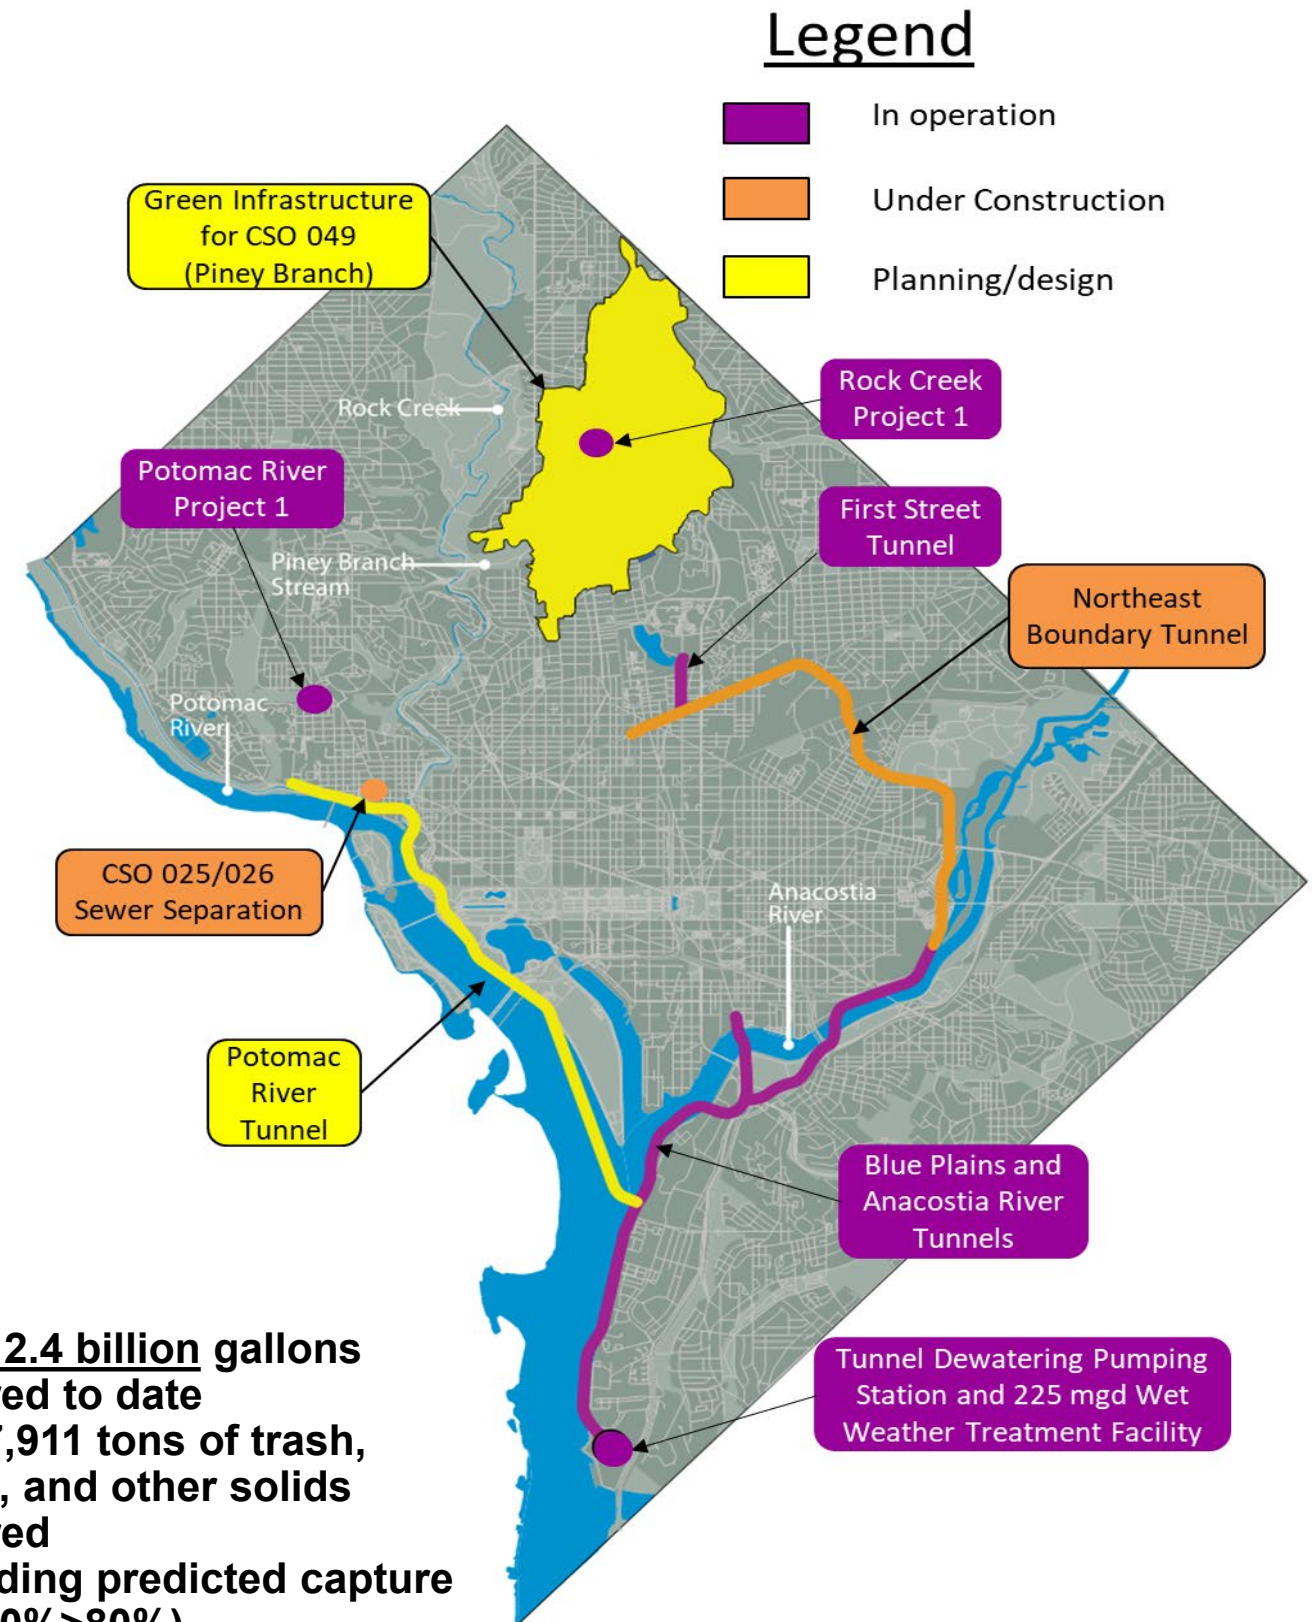 Legend
In operation
Under Construction
Planning/design
Green Infrastructure
for CSO 049
(Piney Branch)
Rock Creek
Project 1
Rock Creek
Potomac River
Project 1
First Street
Tunnel
Piney Branch
Stream
Northeast
Boundary Tunnel
Potomac
River
CSO 025/026
Sewer Separation
Anacostia
River
Potomac
River
Tunnel
Blue Plains and
Anacostia River
Tunnels
Tunnel Dewatering Pumping
Station and 225 mgd Wet
Weather Treatment Facility
2.4 billion gallons
to date
,911 tons of trash,
, and other solids
predicted capture